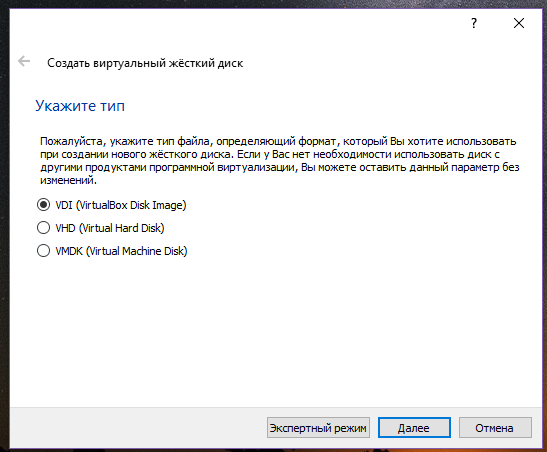 ?
Создать виртуальный жёсткий диск
Укажите тип
Пожалуйста, укажите тип файла, определяющий формат, который Вы хотите использовать
при создании нового жёсткого диска. Если у Вас нет необходимости использовать диск с
другими продуктами программной виртуализации, Вы можете оставить данный параметр без
изменений.
VDI (VirtualBox Disk Image)
VHD (Virtual Hard Disk)
VMDK (Virtual Machine Disk)
Экспертный режим Далее Отмена